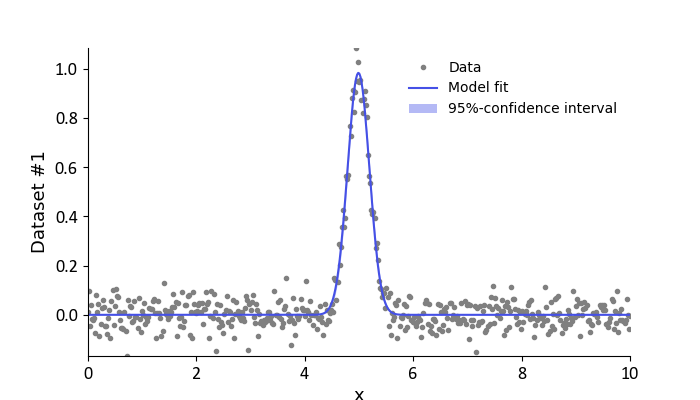 Data
Model fit
95%-confidence interval
Dataset #1
1.0
0.8
0.6
0.4
0.2
0.0
0 2 4 6 8 10
x